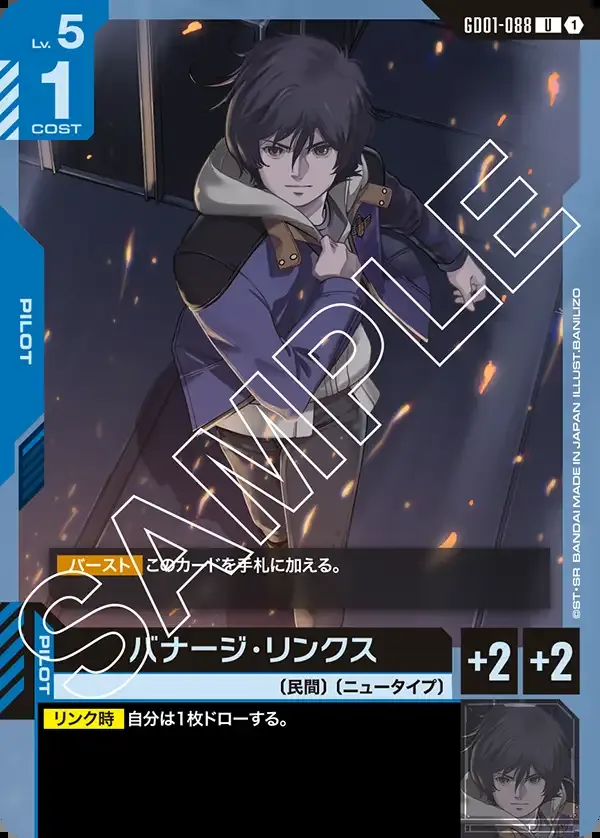 Lv. 5
1
COST
GD01-088 U 1
PILOT
SAMPLE
©ST・SR BANDAI MADE IN JAPAN ILLUST.BANILIZO
バースト このカードを手札に加える。
PILOT
バナージ・リンクス
+2 +2
〔民間〕〔ニュータイプ〕
リンク時 自分は1枚ドローする。